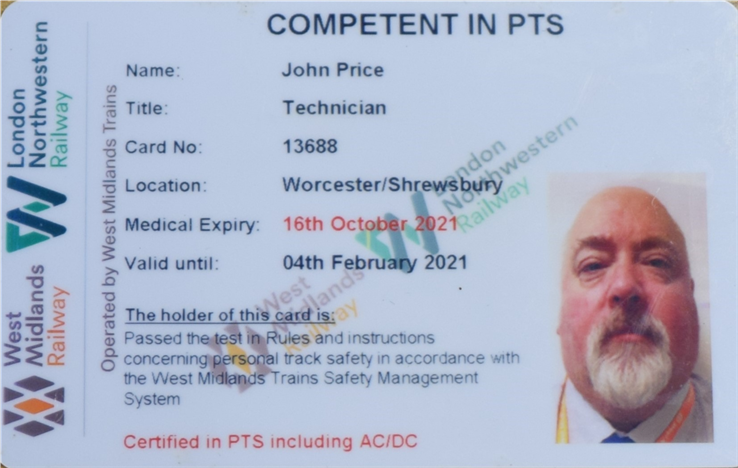 COMPETENT IN PTS
Name: John Price
Title: Technician
Card No: 13688
Location: Worcester/Shrewsbury
Medical Expiry: 16th October 2021
Valid until: 04th February 2021
The holder of this card is:
Passed the test in Rules and instructions
concerning personal track safety in accordance with
the West Midlands Trains Safety Management
System
Certified in PTS including AC/DC
London
Northwestern
Railway
West
Midlands
Railway
Operated by West Midlands Trains
London
Northwestern
Railway
West
Midlands
Railway